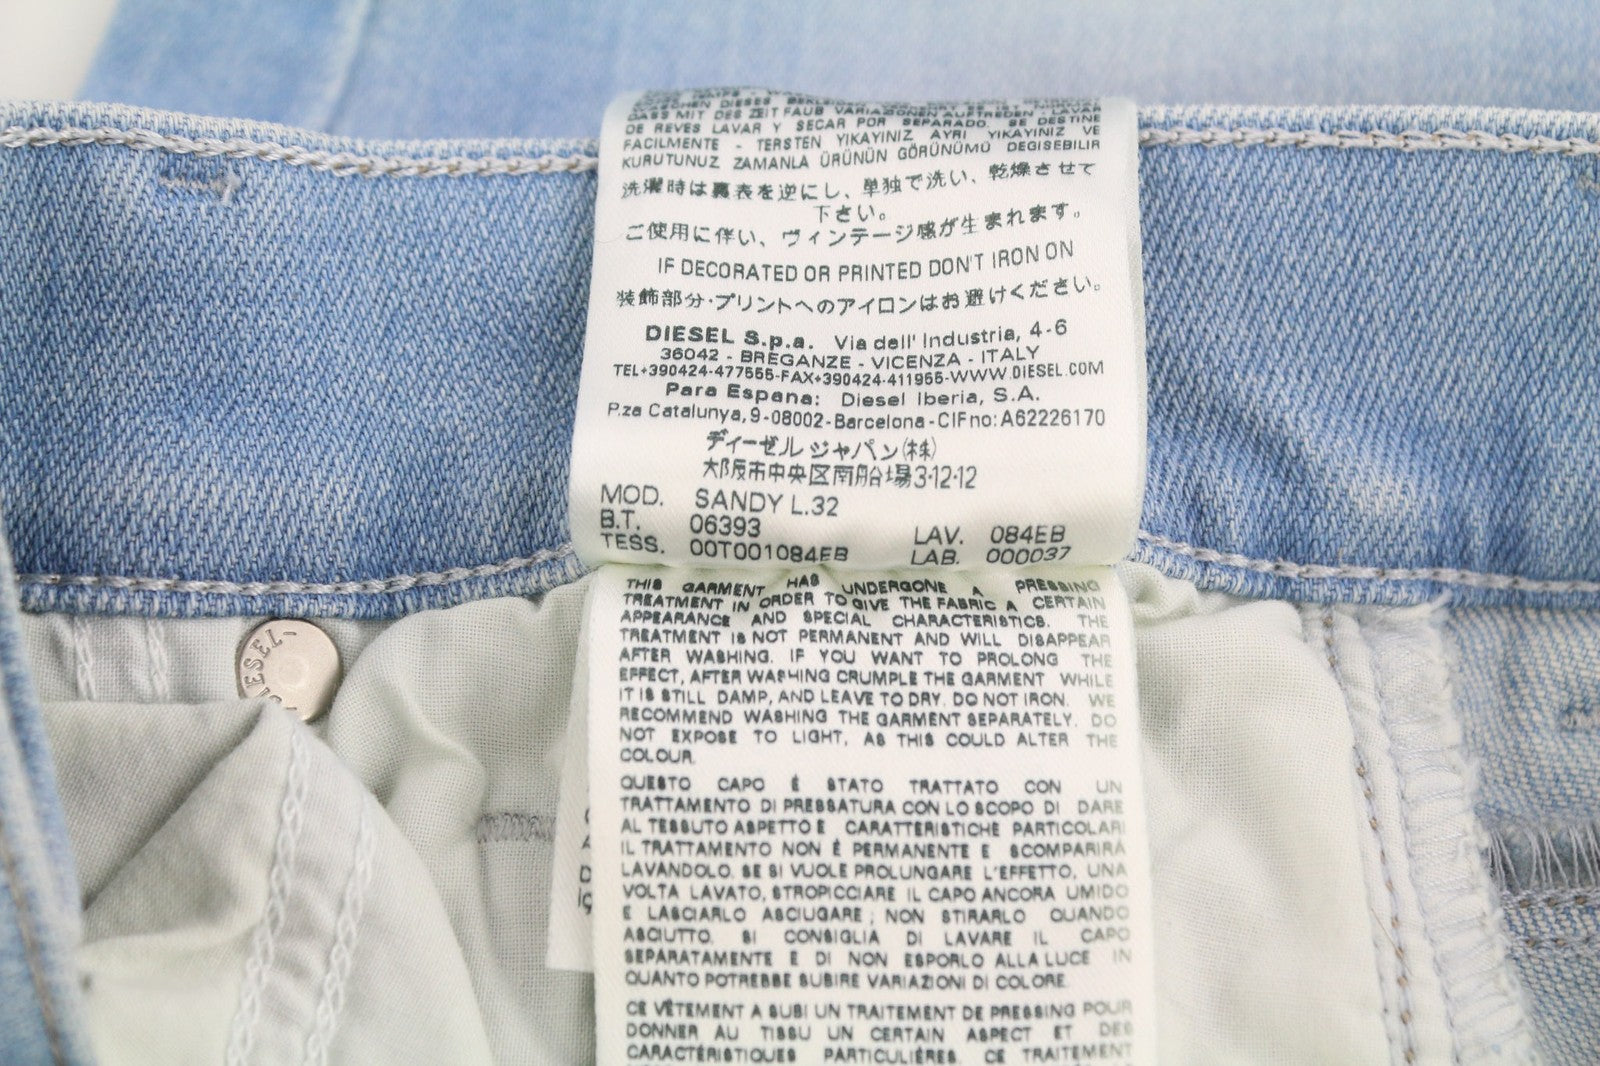 DASS MIT DES ZEIT FAUB VARIAZIONEN AUFTRETEN
DE REVES LAVAR Y SECAR POR SEPARADO. SE DESTINE
FACILMENTE - TERSTEN YIKAYINIZ AYRI YIKAYINIZ VE
KURUTUNUZ ZAMANLA ÜRÜNÜN GÖRÜNÜMÜ DEGISEBILIR
洗濯時は裏表を逆にし、単独で洗い、乾燥させて
下さい。
ご使用に伴い、ヴィンテージ感が生まれます。
IF DECORATED OR PRINTED DON'T IRON ON
装飾部分・プリントへのアイロンはお避けください。
DIESEL S.p.a. Via dell' Industria, 4-6
36042 - BREGANZE - VICENZA - ITALY
TEL+390424-477555-FAX+390424-411955-WWW.DIESEL.COM
Para Espana: Diesel Iberia, S.A.
P.za Catalunya, 9-08002-Barcelona-CIF no: A62226170
ディーゼルジャパン(株)
大阪市中央区南船場3-12-12
MOD. SANDY L.32
B.T. 06393 LAV. 084EB
TESS. 00T001084EB LAB. 000037
THIS GARMENT HAS UNDERGONE A PRESSING
TREATMENT IN ORDER TO GIVE THE FABRIC A CERTAIN
APPEARANCE AND SPECIAL CHARACTERISTICS. THE
TREATMENT IS NOT PERMANENT AND WILL DISAPPEAR
AFTER WASHING. IF YOU WANT TO PROLONG THE
EFFECT, AFTER WASHING CRUMPLE THE GARMENT WHILE
IT IS STILL DAMP, AND LEAVE TO DRY. DO NOT IRON. WE
RECOMMEND WASHING THE GARMENT SEPARATELY. DO
NOT EXPOSE TO LIGHT, AS THIS COULD ALTER THE
COLOUR.
QUESTO CAPO É STATO TRATTATO CON UN
TRATTAMENTO DI PRESSATURA CON LO SCOPO DI DARE
AL TESSUTO ASPETTO E CARATTERISTICHE PARTICOLARI
IL TRATTAMENTO NON É PERMANENTE E SCOMPARIRÁ
LAVANDOLO. SE SI VUOLE PROLUNGARE L'EFFETTO, UNA
VOLTA LAVATO, STROPICCIARE IL CAPO ANCORA UMIDO
E LASCIARLO ASCIUGARE; NON STIRARLO QUANDO
ASCIUTTO. SI CONSIGLIA DI LAVARE IL CAPO
SEPARATAMENTE E DI NON ESPORLO ALLA LUCE IN
QUANTO POTREBBE SUBIRE VARIAZIONI DI COLORE.
CE VÊTEMENT A SUBI UN TRAITEMENT DE PRESSING POUR
DONNER AU TISSU UN CERTAIN ASPECT ET DES
CARACTÉRISTIQUES PARTICULIÈRES. CE TRAITEMENT